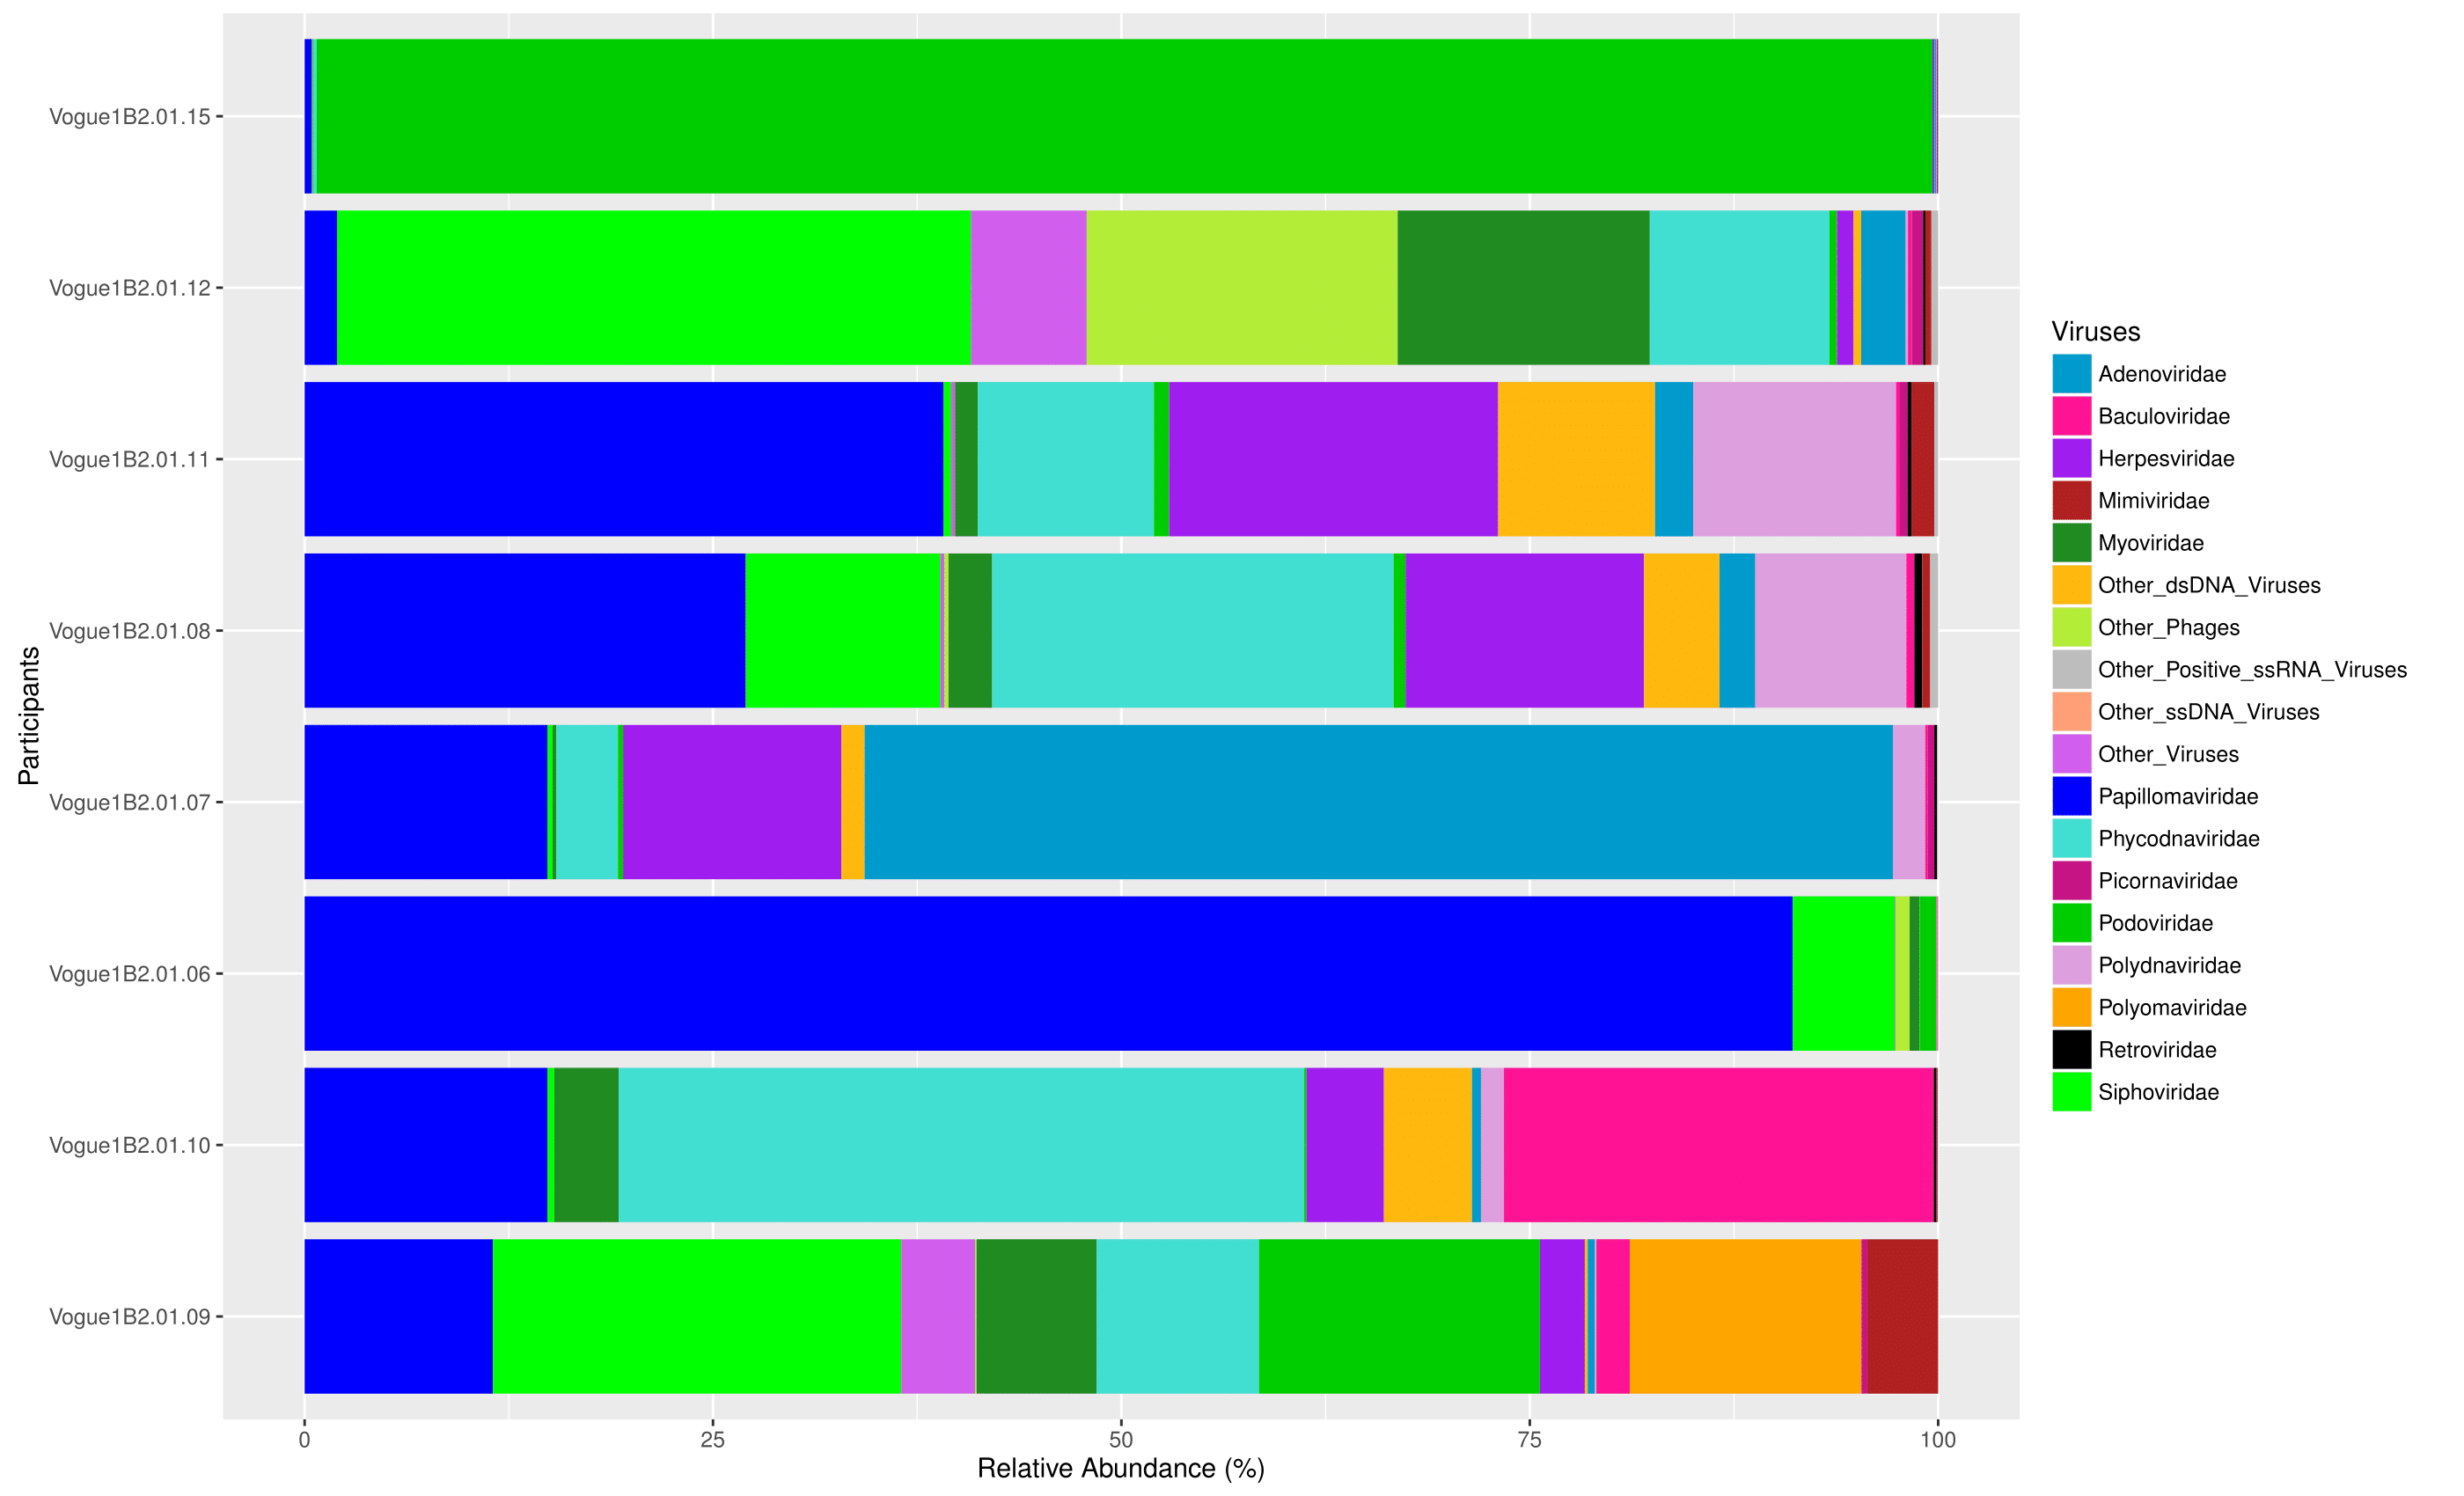 Participants
Vogue1B2.01.15
Vogue1B2.01.12
Vogue1B2.01.11
Vogue1B2.01.08
Vogue1B2.01.07
Vogue1B2.01.06
Vogue1B2.01.10
Vogue1B2.01.09
0 25 50 75 100
Relative Abundance (%)
Viruses
Adenoviridae
Baculoviridae
Herpesviridae
Mimiviridae
Myoviridae
Other_dsDNA_Viruses
Other_Phages
Other_Positive_ssRNA_Viruses
Other_ssDNA_Viruses
Other_Viruses
Papillomaviridae
Phycodnaviridae
Picornaviridae
Podoviridae
Polydnaviridae
Polyomaviridae
Retroviridae
Siphoviridae